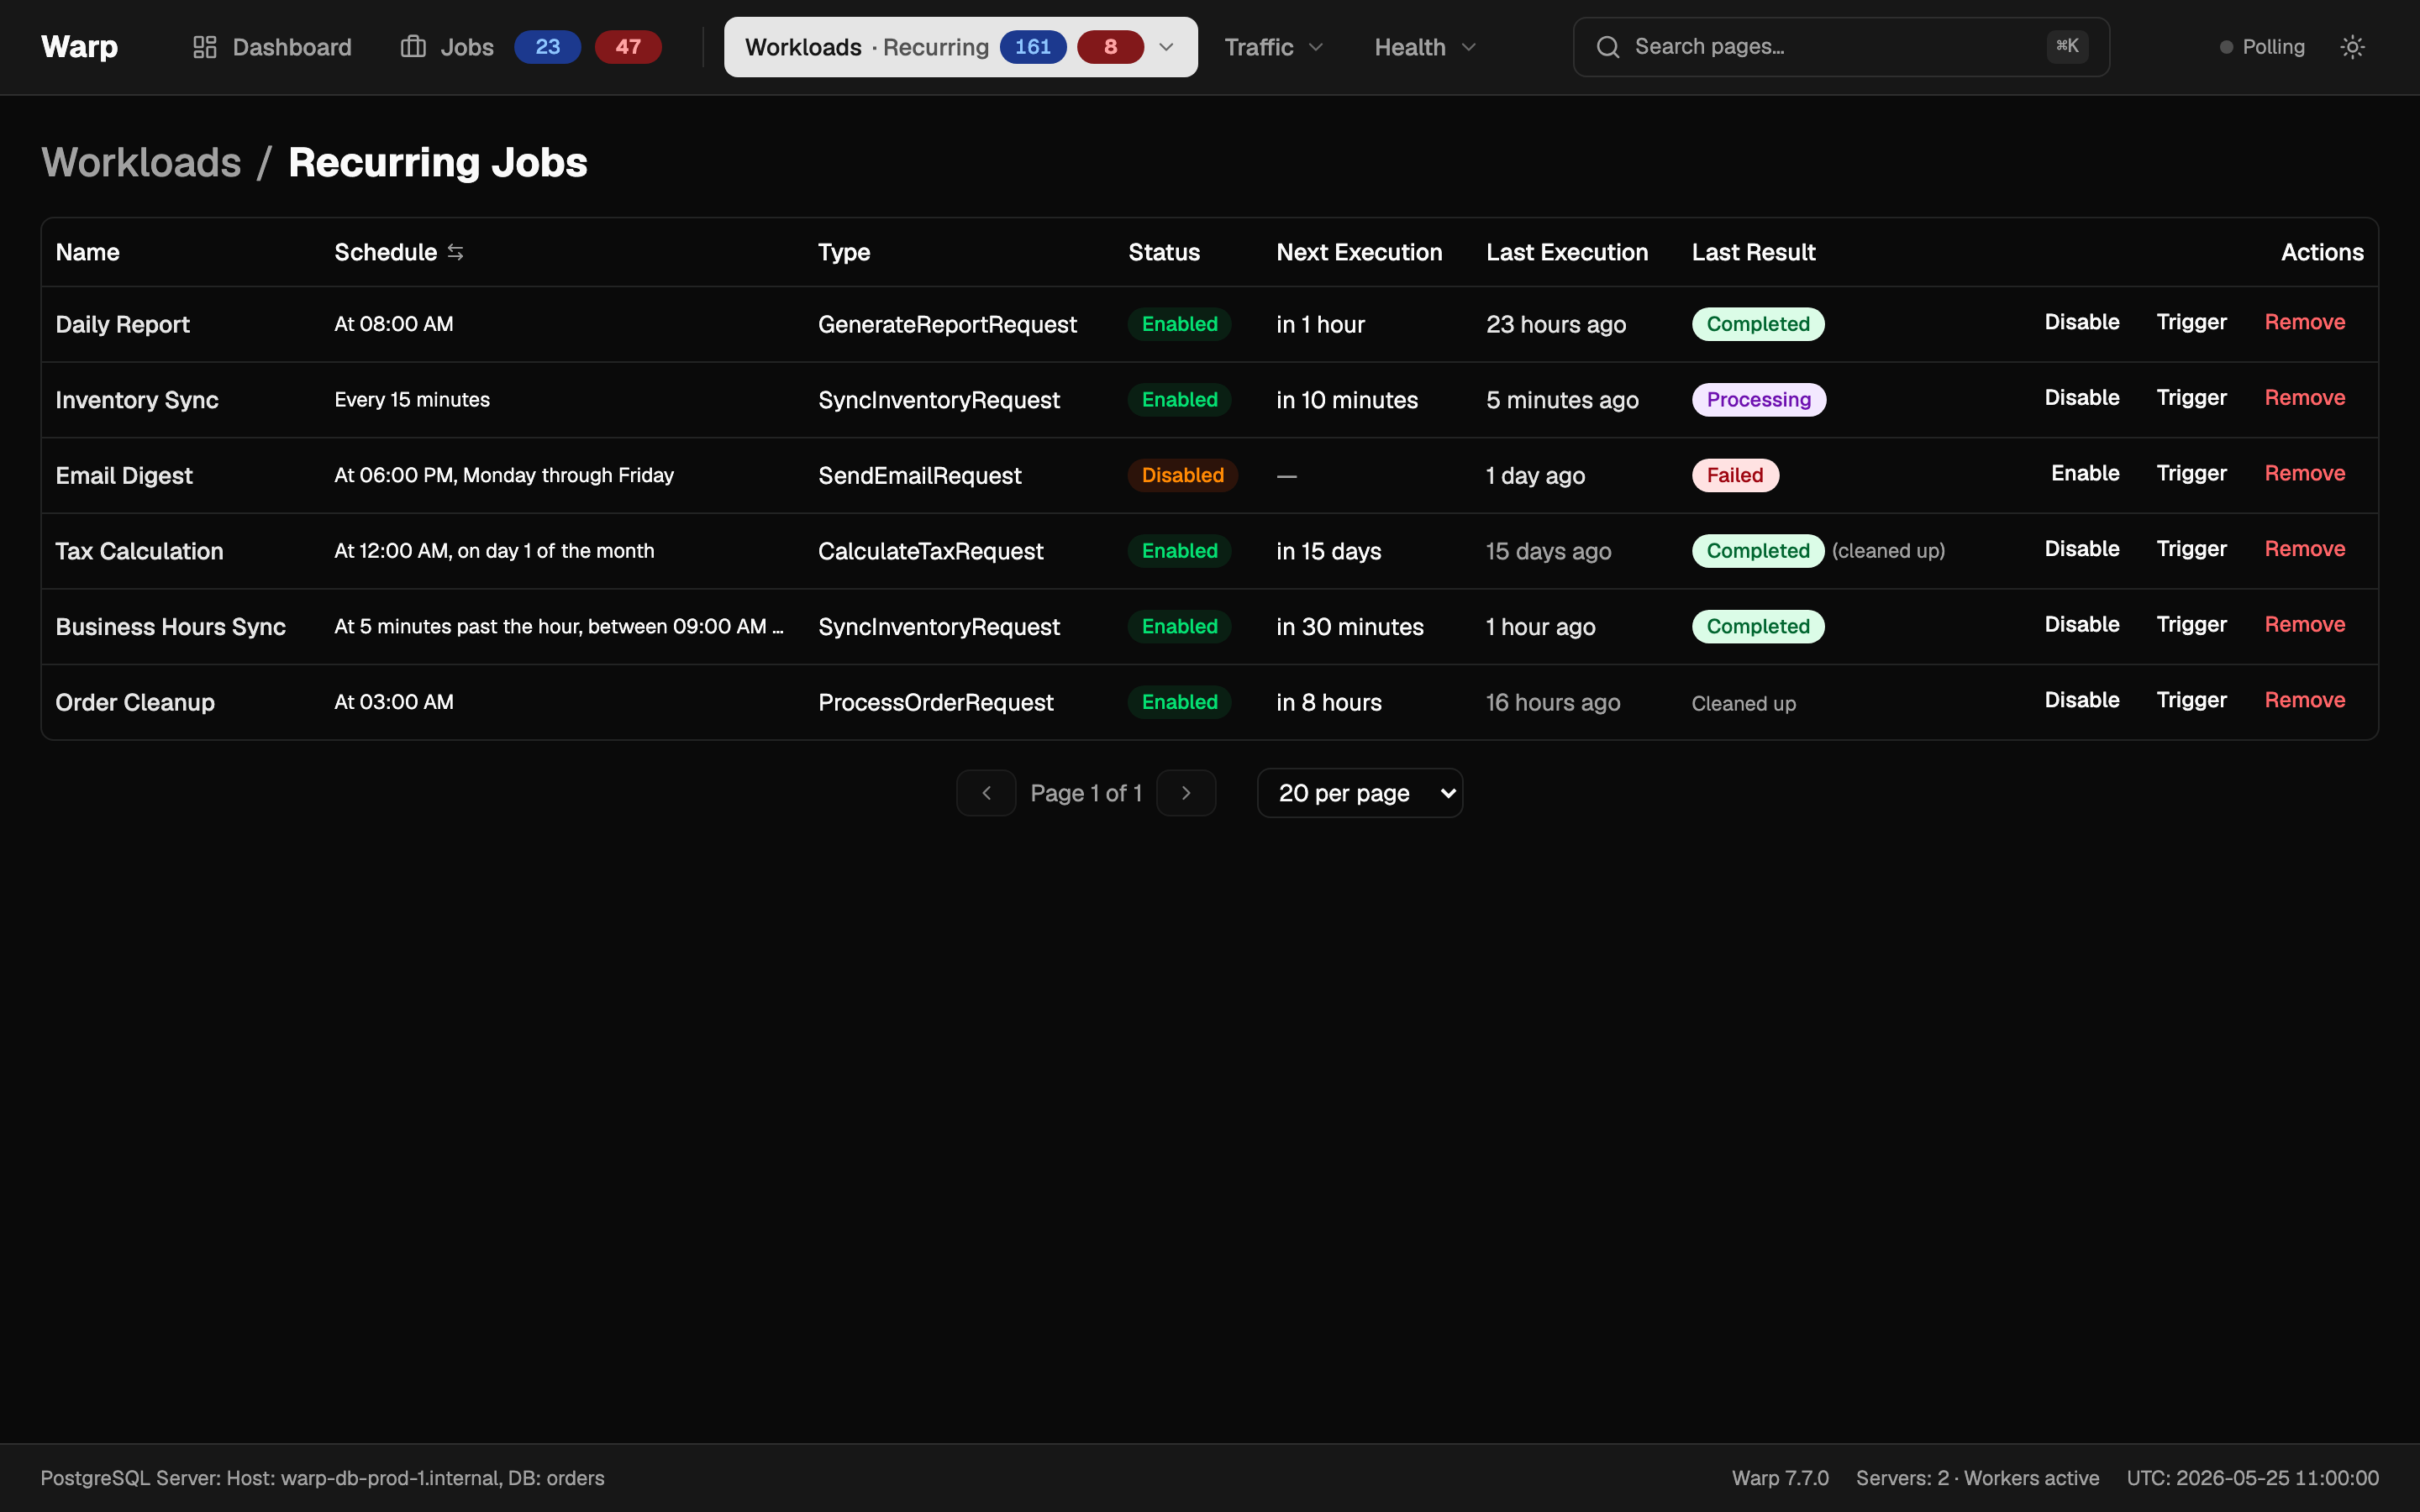 Warp Dashboard Jobs 23 47 Workloads · Recurring 161 8 Traffic Health Search pages... ⌘K Polling
Workloads / Recurring Jobs
Name Schedule Type Status Next Execution Last Execution Last Result Actions
Daily Report At 08:00 AM GenerateReportRequest Enabled in 1 hour 23 hours ago Completed Disable Trigger Remove
Inventory Sync Every 15 minutes SyncInventoryRequest Enabled in 10 minutes 5 minutes ago Processing Disable Trigger Remove
Email Digest At 06:00 PM, Monday through Friday SendEmailRequest Disabled — 1 day ago Failed Enable Trigger Remove
Tax Calculation At 12:00 AM, on day 1 of the month CalculateTaxRequest Enabled in 15 days 15 days ago Completed (cleaned up) Disable Trigger Remove
Business Hours Sync At 5 minutes past the hour, between 09:00 AM ... SyncInventoryRequest Enabled in 30 minutes 1 hour ago Completed Disable Trigger Remove
Order Cleanup At 03:00 AM ProcessOrderRequest Enabled in 8 hours 16 hours ago Cleaned up Disable Trigger Remove
Page 1 of 1 20 per page
PostgreSQL Server: Host: warp-db-prod-1.internal, DB: orders Warp 7.7.0 Servers: 2 · Workers active UTC: 2026-05-25 11:00:00